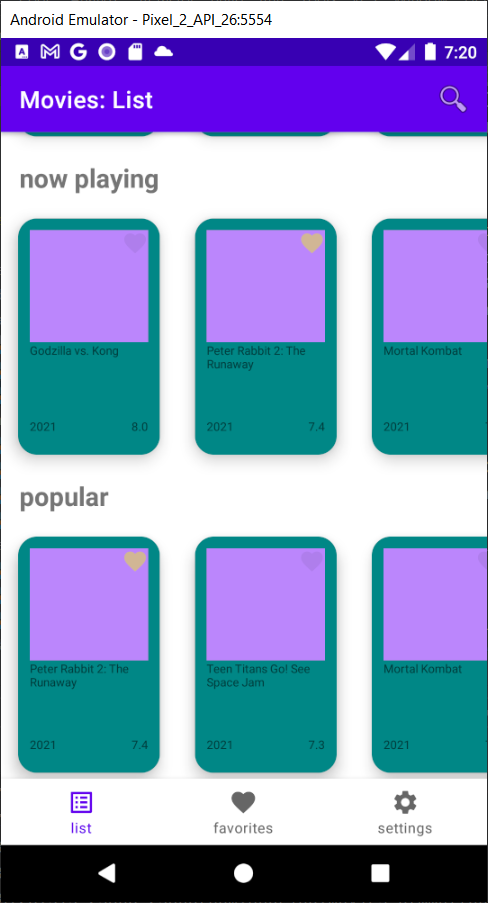 Android Emulator - Pixel_2_API_26:5554
7:20
Movies: List
now playing
Godzilla vs. Kong
2021 8.0
Peter Rabbit 2: The
Runaway
2021 7.4
Mortal Kombat
2021
popular
Peter Rabbit 2: The
Runaway
2021 7.4
Teen Titans Go! See
Space Jam
2021 7.3
Mortal Kombat
2021
list
favorites
settings